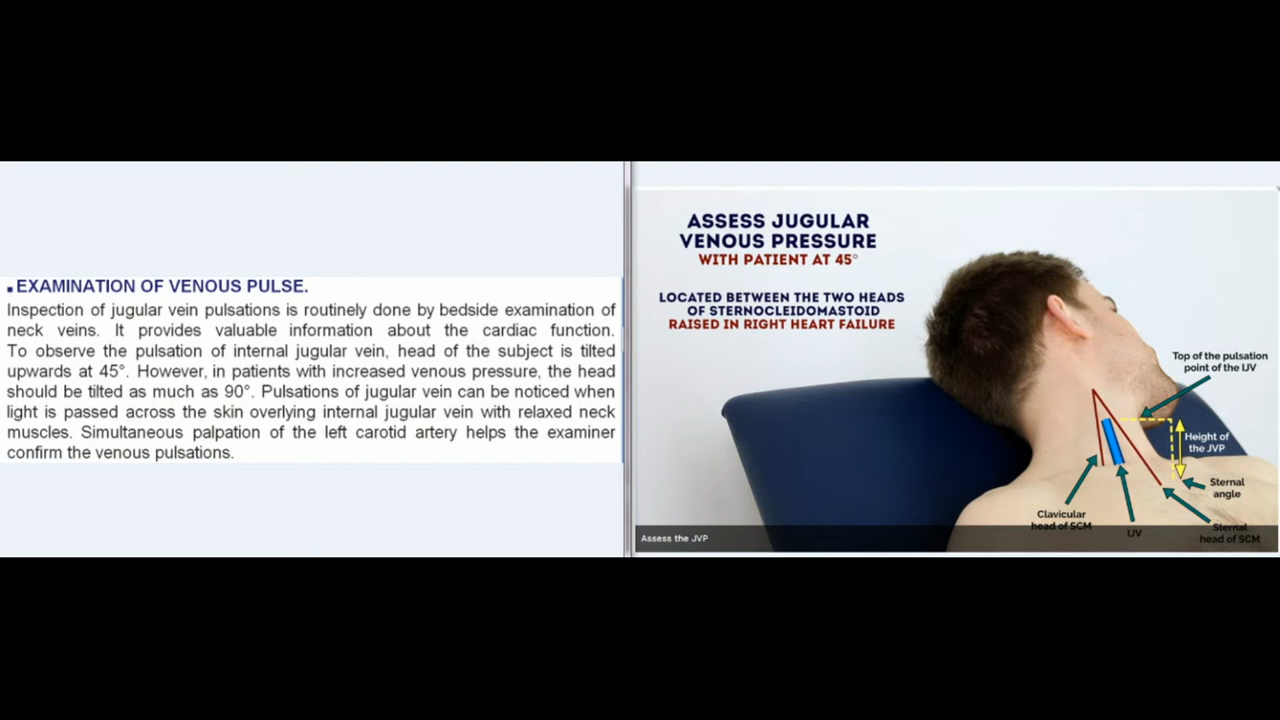 .EXAMINATION OF VENOUS PULSE.
Inspection of jugular vein pulsations is routinely done by bedside examination of
neck veins. It provides valuable information about the cardiac function.
To observe the pulsation of internal jugular vein, head of the subject is tilted
upwards at 45°. However, in patients with increased venous pressure, the head
should be tilted as much as 90°. Pulsations of jugular vein can be noticed when
light is passed across the skin overlying internal jugular vein with relaxed neck
muscles. Simultaneous palpation of the left carotid artery helps the examiner
confirm the venous pulsations.
ASSESS JUGULAR
VENOUS PRESSURE
WITH PATIENT AT 45°
LOCATED BETWEEN THE TWO HEADS
OF STERNOCLEIDOMASTOID
RAISED IN RIGHT HEART FAILURE
Top of the pulsation
point of the IJV
Height of
the JVP
Sternal
angle
Clavicular
head of SCM
IJV
Sternal
head of SCM
Assess the JVP